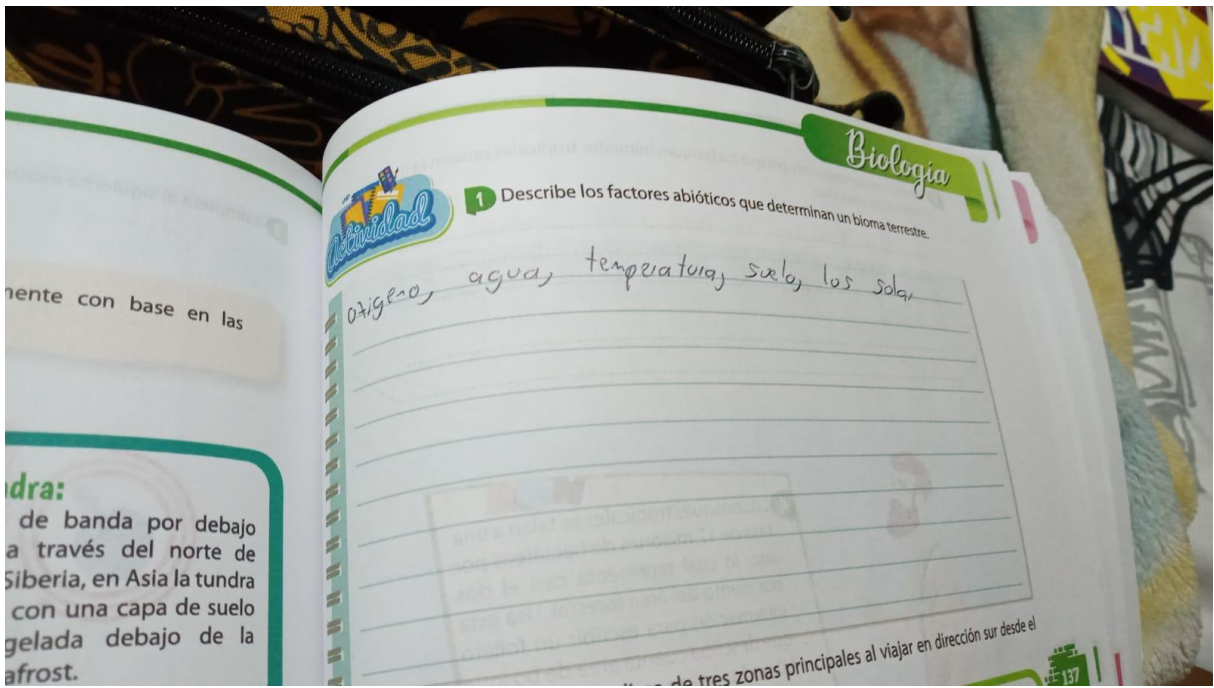 mente con base en las
dra:
de banda por debajo
a través del norte de
Siberia, en Asia la tundra
con una capa de suelo
gelada debajo de la
afrost.
Biología
Actividad
1 Describe los factores abióticos que determinan un bioma terrestre.
oxigeno, agua, temperatura, suelo, los solar
de tres zonas principales al viajar en dirección sur desde el
137